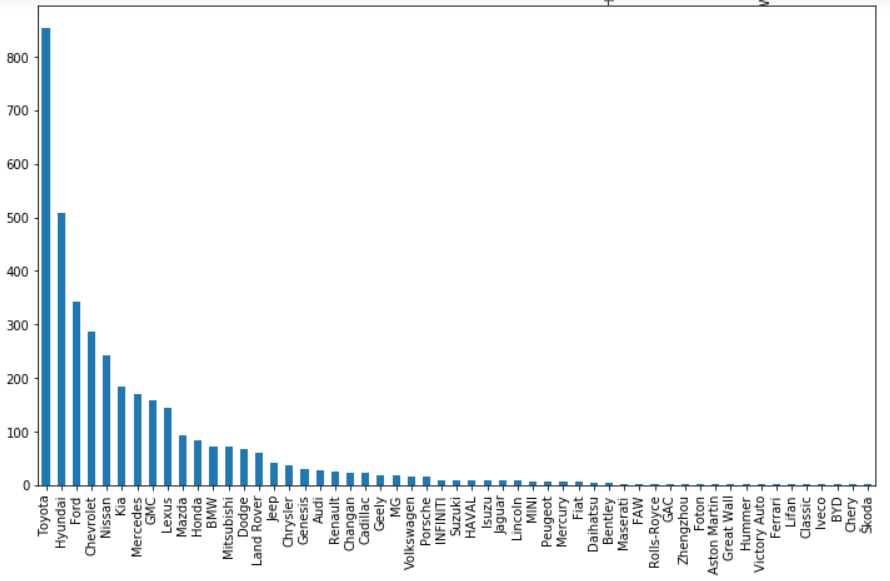 800
700
600
500
400
300
200
100
0
Toyota
Hyundai
Ford
Chevrolet
Nissan
Kia
Mercedes
GMC
Lexus
Mazda
Honda
BMW
Mitsubishi
Dodge
Land Rover
Jeep
Chrysler
Genesis
Audi
Renault
Changan
Cadillac
Geely
MG
Volkswagen
Porsche
INFINITI
Suzuki
HAVAL
Isuzu
Jaguar
Lincoln
MINI
Peugeot
Mercury
Fiat
Daihatsu
Bentley
Maserati
FAW
Rolls-Royce
GAC
Zhengzhou
Foton
Aston Martin
Great Wall
Hummer
Victory Auto
Ferrari
Lifan
Classic
Iveco
BYD
Chery
Škoda